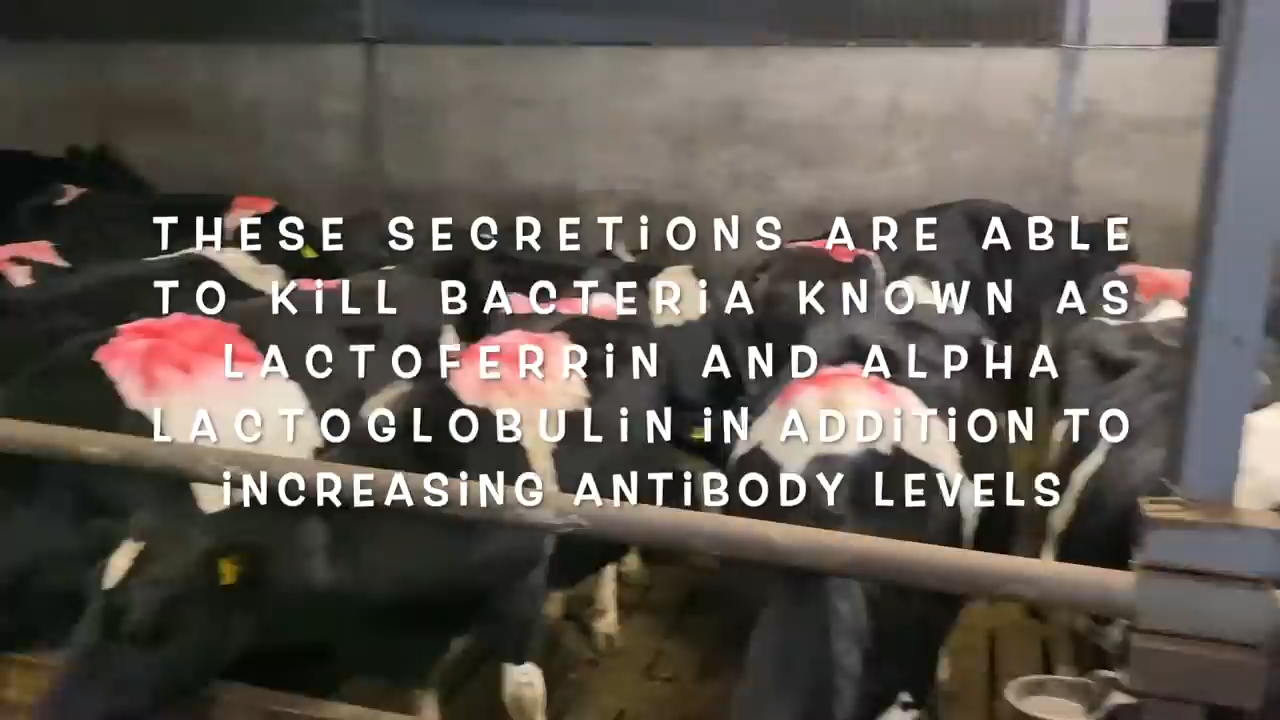 THESE SECRETIONS ARE ABLE
TO KILL BACTERIA KNOWN AS
LACTOFERRIN AND ALPHA
LACTOGLOBULIN IN ADDITION TO
INCREASING ANTIBODY LEVELS